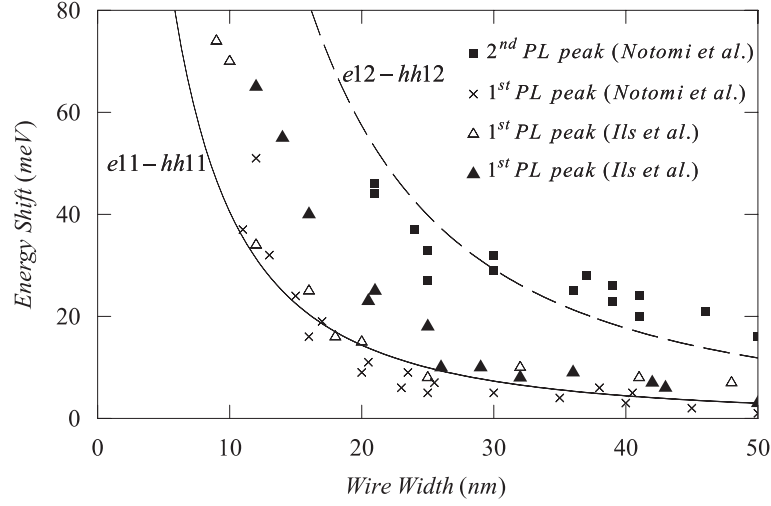 80
60
40
20
0
Energy Shift (meV)
e11−hh11
e12−hh12
2nd PL peak (Notomi et al.)
1st PL peak (Notomi et al.)
1st PL peak (Ils et al.)
1st PL peak (Ils et al.)
0 10 20 30 40 50
Wire Width (nm)